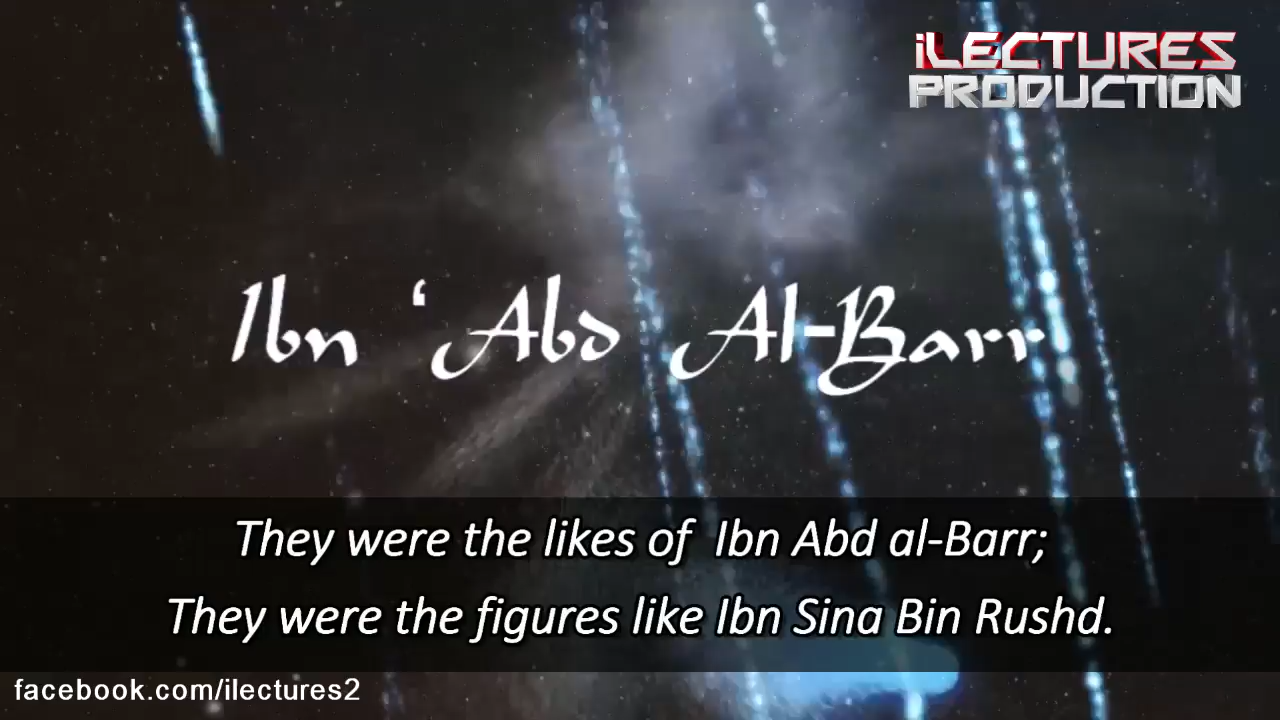 iLECTURES
PRODUCTION
Ibn ‘Abd Al-Barr
They were the likes of Ibn Abd al-Barr;
They were the figures like Ibn Sina Bin Rushd.
facebook.com/ilectures2